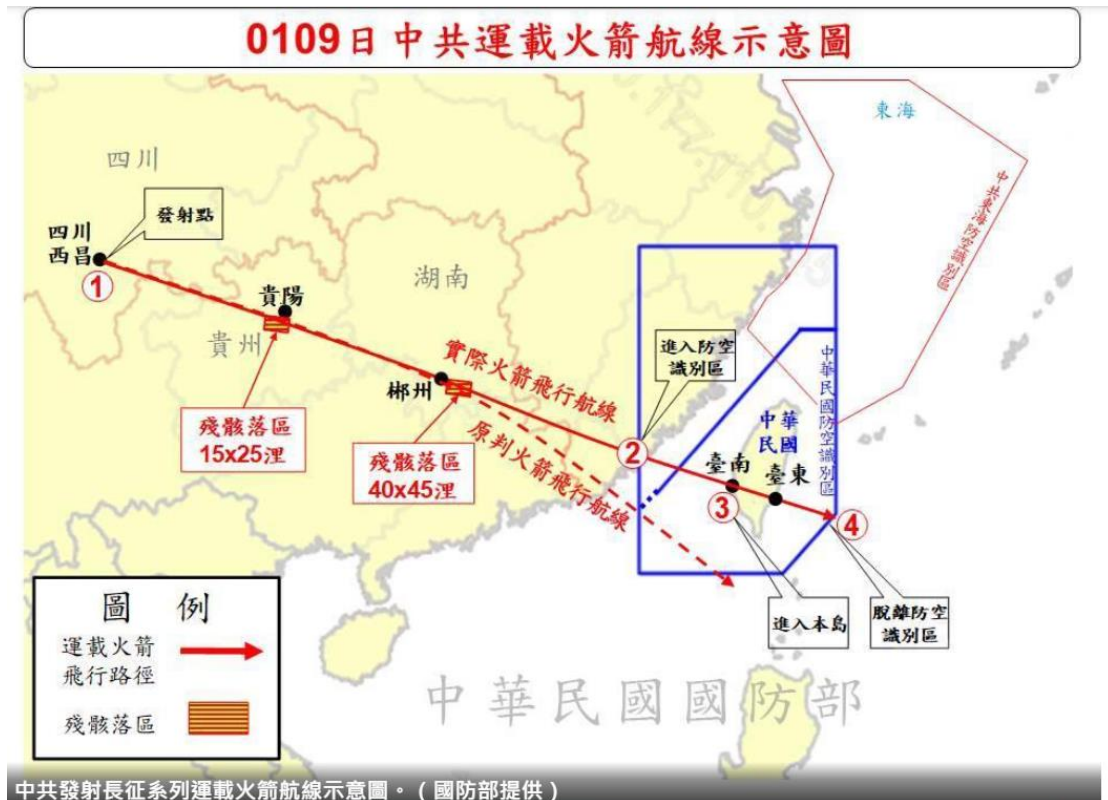 0109日中共運載火箭航線示意圖
東海
中共東海防空識別區
四川
發射點
四川
西昌
1
貴陽
貴州
湖南
郴州
實際火箭飛行航線
原判火箭飛行航線
殘骸落區
15x25浬
殘骸落區
40x45浬
進入防空
識別區
2
中華
民國
中華民國防空識別區
臺南
臺東
3
4
進入本島
脫離防空
識別區
圖 例
運載火箭
飛行路徑
殘骸落區
中華民國國防部
中共發射長征系列運載火箭航線示意圖。（國防部提供）